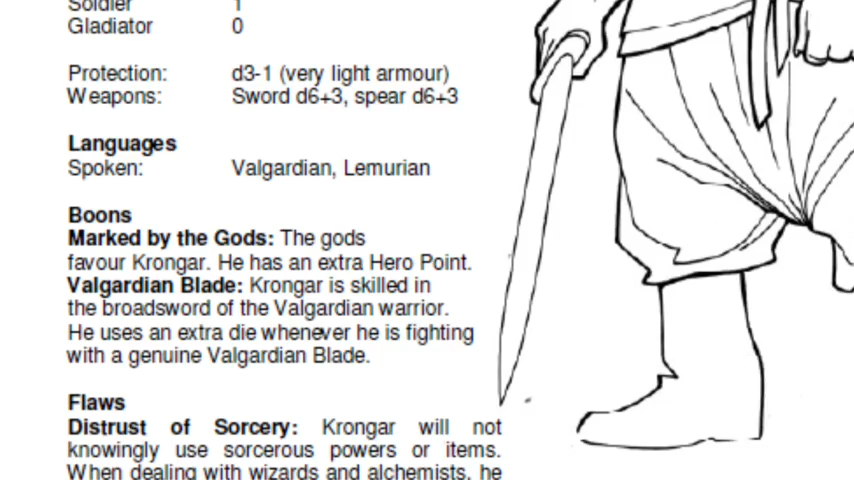 Soldier 1
Gladiator 0
Protection: d3-1 (very light armour)
Weapons: Sword d6+3, spear d6+3
Languages
Spoken: Valgardian, Lemurian
Boons
Marked by the Gods: The gods
favour Krongar. He has an extra Hero Point.
Valgardian Blade: Krongar is skilled in
the broadsword of the Valgardian warrior.
He uses an extra die whenever he is fighting
with a genuine Valgardian Blade.
Flaws
Distrust of Sorcery: Krongar will not
knowingly use sorcerous powers or items.
When dealing with wizards and alchemists, he